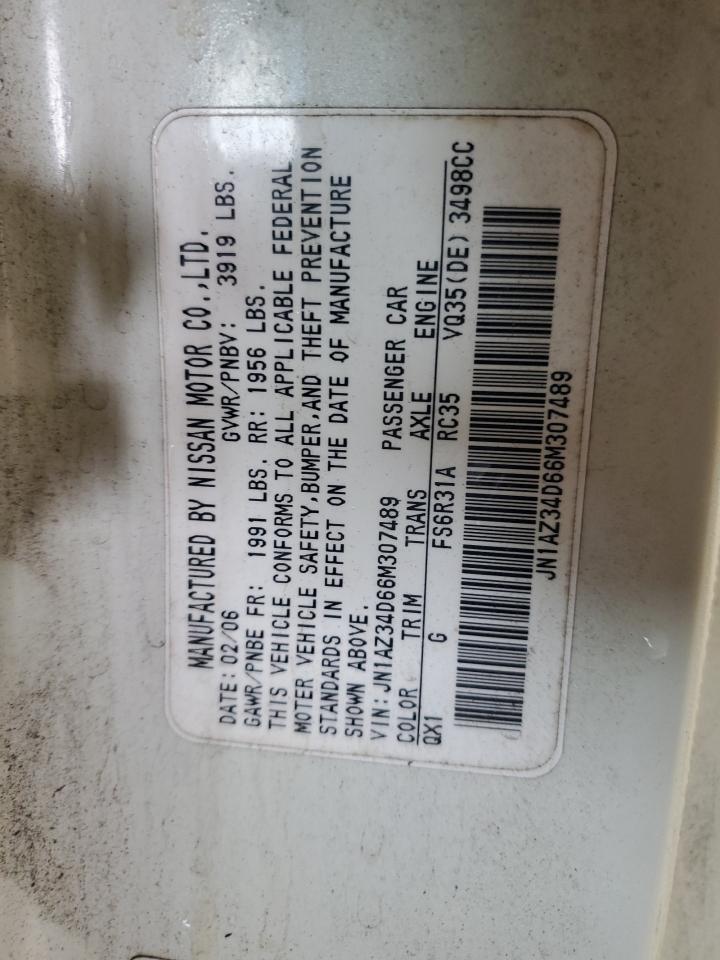 MANUFACTURED BY NISSAN MOTOR CO.,LTD.
DATE: 02/06 GVWR/PNBV: 3919 LBS.
GAWR/PNBE FR: 1991 LBS. RR: 1956 LBS.
THIS VEHICLE CONFORMS TO ALL APPLICABLE FEDERAL
MOTOR VEHICLE SAFETY,BUMPER,AND THEFT PREVENTION
STANDARDS IN EFFECT ON THE DATE OF MANUFACTURE
SHOWN ABOVE.
VIN:JN1AZ34D66M307489 PASSENGER CAR
COLOR TRIM TRANS AXLE ENGINE
QX1 G FS6R31A RC35 VQ35(DE) 3498CC
JN1AZ34D66M307489